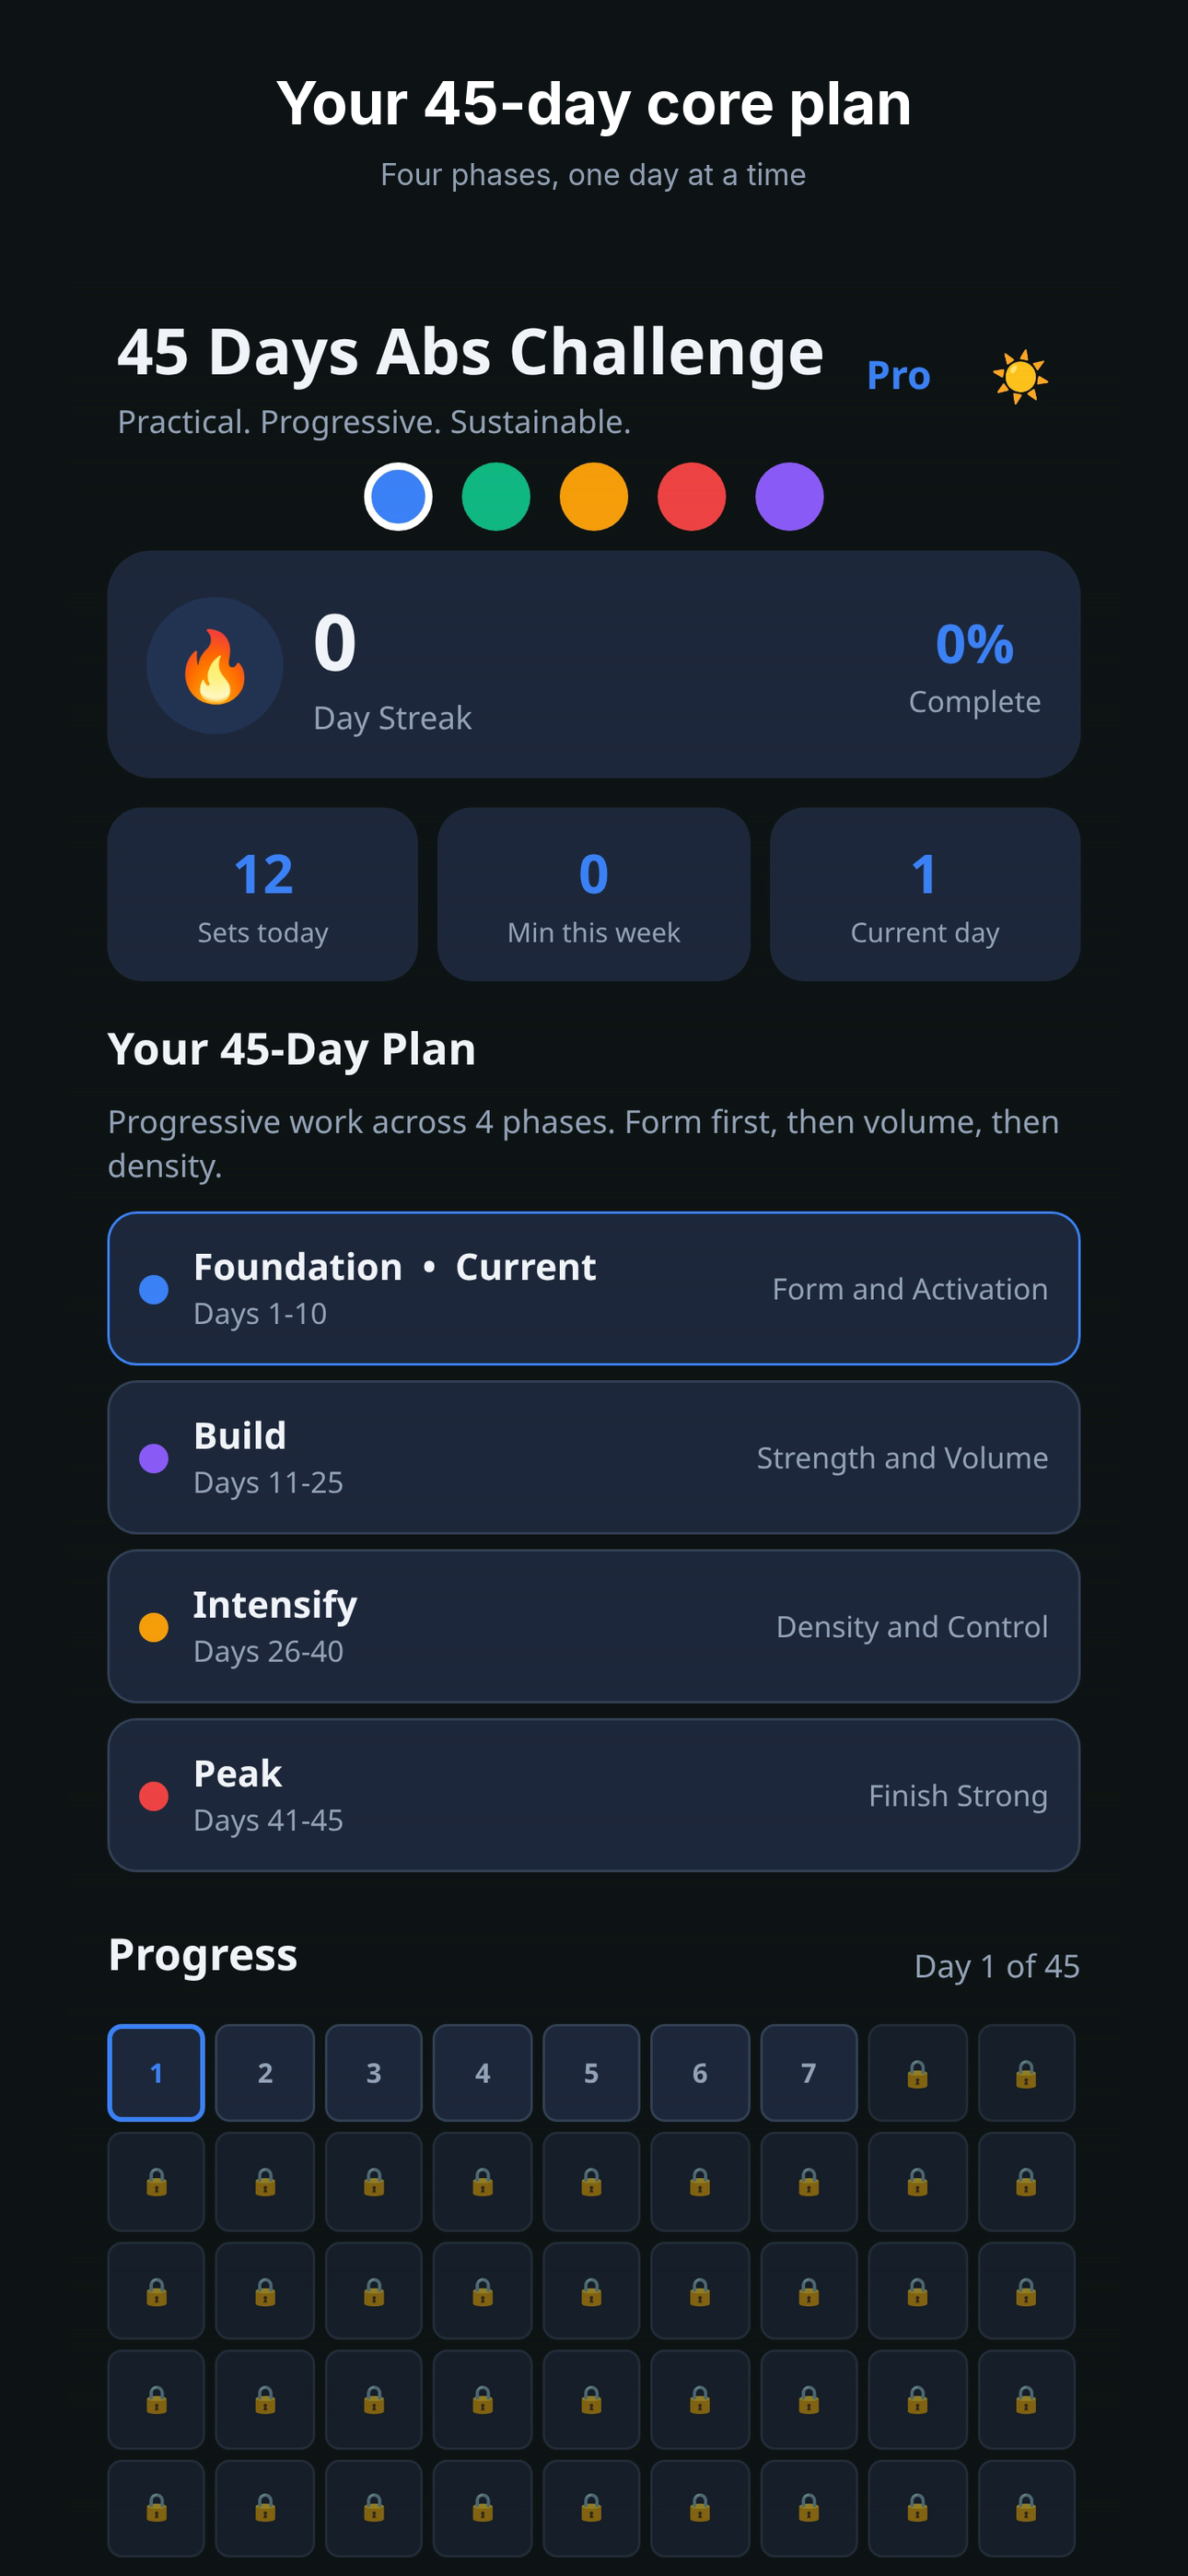 Your 45-day core plan
Four phases, one day at a time
45 Days Abs Challenge
Pro
Practical. Progressive. Sustainable.
0
Day Streak
0%
Complete
12
Sets today
0
Min this week
1
Current day
Your 45-Day Plan
Progressive work across 4 phases. Form first, then volume, then
density.
Foundation • Current
Days 1-10
Form and Activation
Build
Days 11-25
Strength and Volume
Intensify
Days 26-40
Density and Control
Peak
Days 41-45
Finish Strong
Progress
Day 1 of 45
1 2 3 4 5 6 7